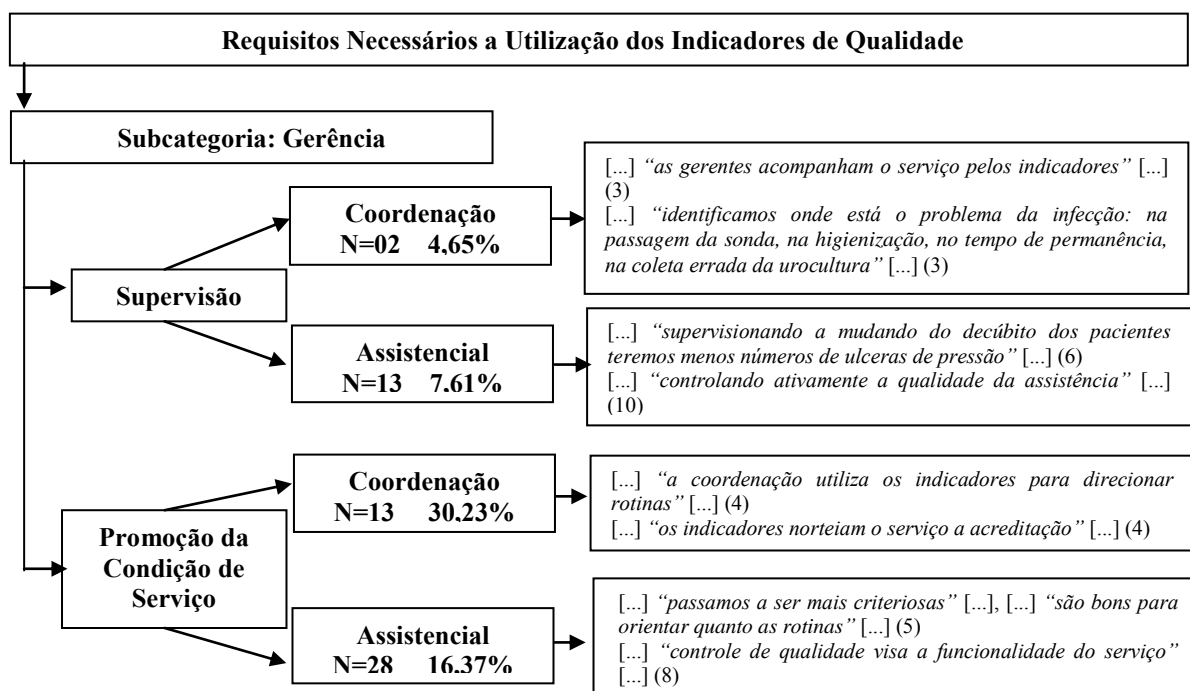 Requisitos Necessários a Utilização dos Indicadores de Qualidade
Subcategoria: Gerência
Supervisão
Coordenação
N=02 4,65%
[...] “as gerentes acompanham o serviço pelos indicadores” [...]
(3)
[...] “identificamos onde está o problema da infecção: na
passagem da sonda, na higienização, no tempo de permanência,
na coleta errada da urocultura” [...] (3)
Assistencial
N=13 7,61%
[...] “supervisionando a mudando do decúbito dos pacientes
teremos menos números de ulceras de pressão” [...] (6)
[...] “controlando ativamente a qualidade da assistência” [...]
(10)
Promoção da
Condição de
Serviço
Coordenação
N=13 30,23%
[...] “a coordenação utiliza os indicadores para direcionar
rotinas” [...] (4)
[...] “os indicadores norteiam o serviço a acreditação” [...] (4)
Assistencial
N=28 16,37%
[...] “passamos a ser mais criteriosas” [...], [...] “são bons para
orientar quanto as rotinas” [...] (5)
[...] “controle de qualidade visa a funcionalidade do serviço”
[...] (8)